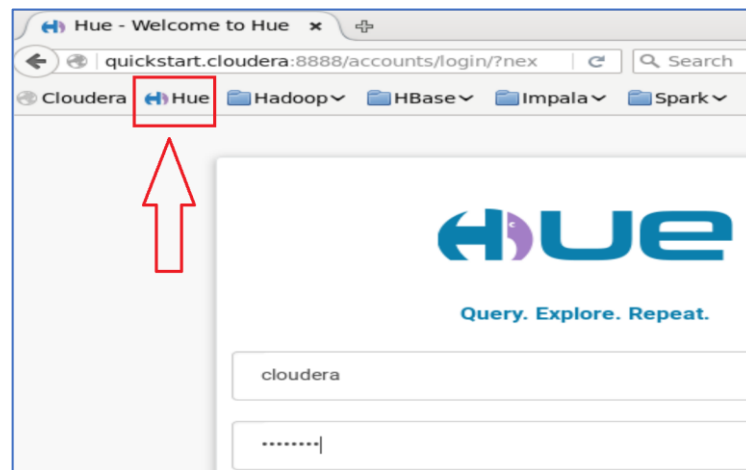 Hue - Welcome to Hue
quickstart.cloudera:8888/accounts/login/?nex
Search
Cloudera Hue Hadoop HBase Impala Spark
HUE
Query. Explore. Repeat.
cloudera
••••••••